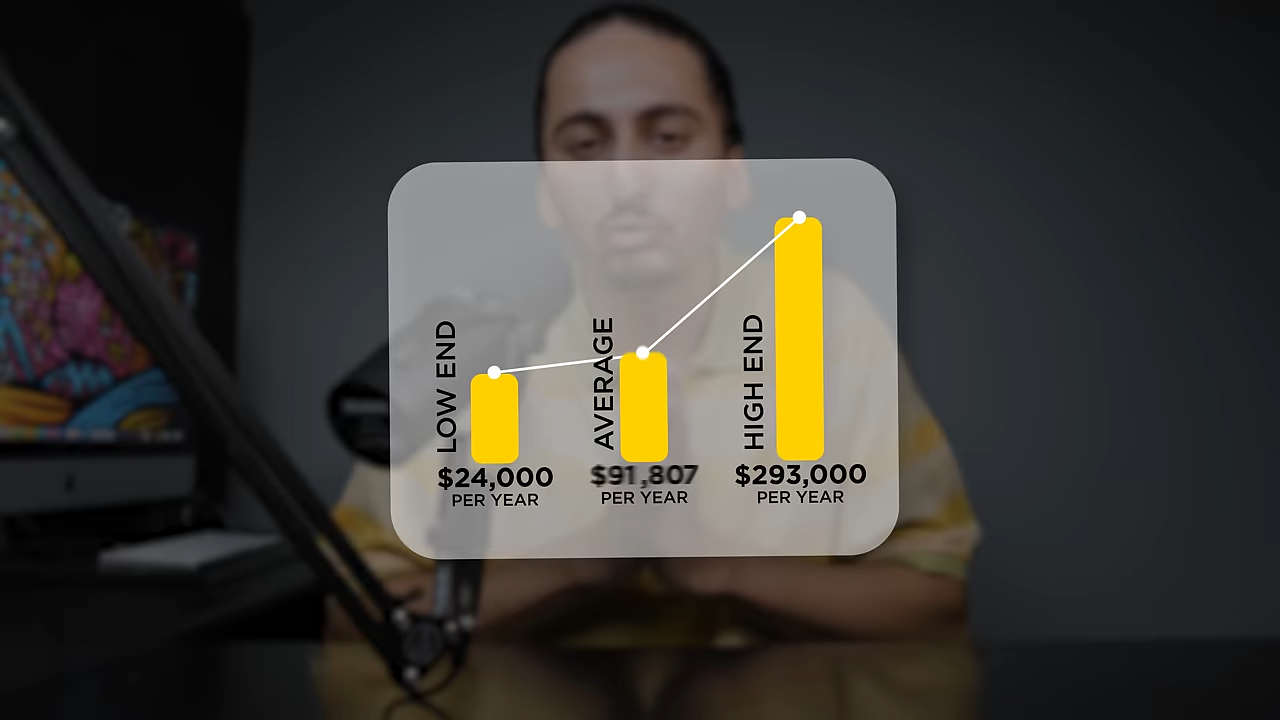 LOW END
$24,000
PER YEAR
AVERAGE
$91,807
PER YEAR
HIGH END
$293,000
PER YEAR